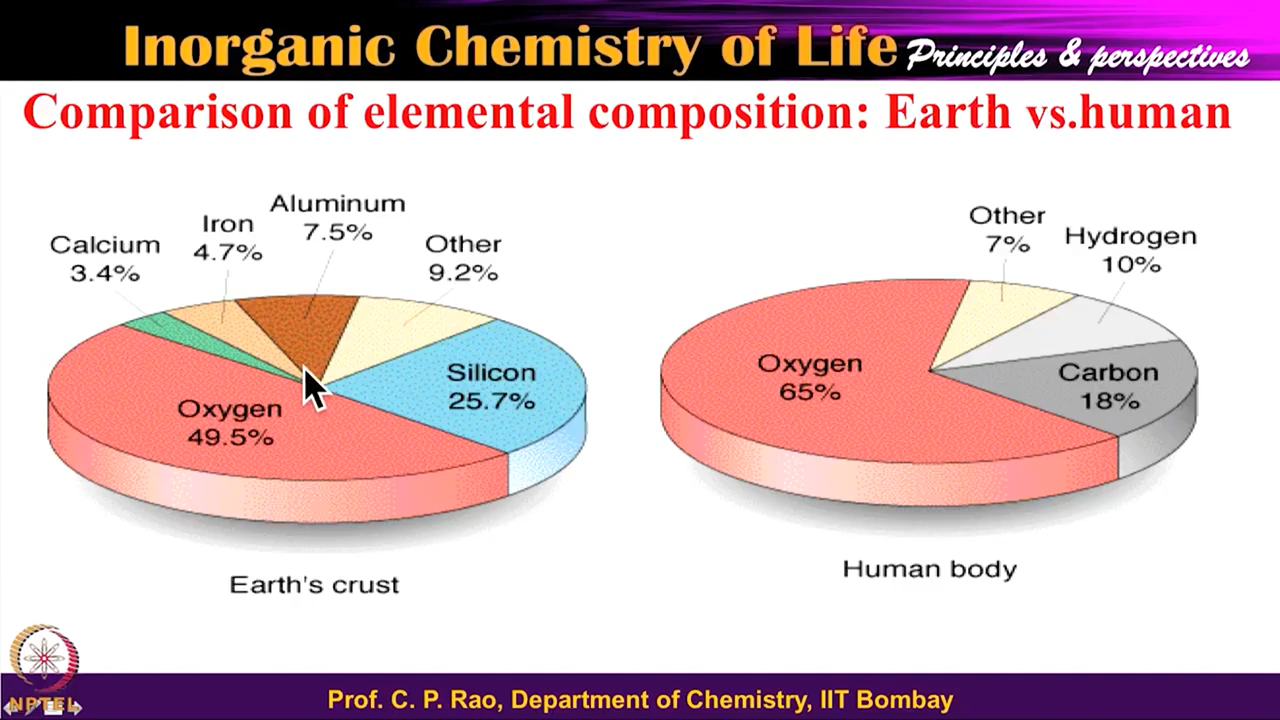 Inorganic Chemistry of Life Principles & perspectives
Comparison of elemental composition: Earth vs.human
Calcium
3.4%
Iron
4.7%
Aluminum
7.5%
Other
9.2%
Silicon
25.7%
Oxygen
49.5%
Earth's crust
Other
7%
Hydrogen
10%
Oxygen
65%
Carbon
18%
Human body
NPTEL
Prof. C. P. Rao, Department of Chemistry, IIT Bombay